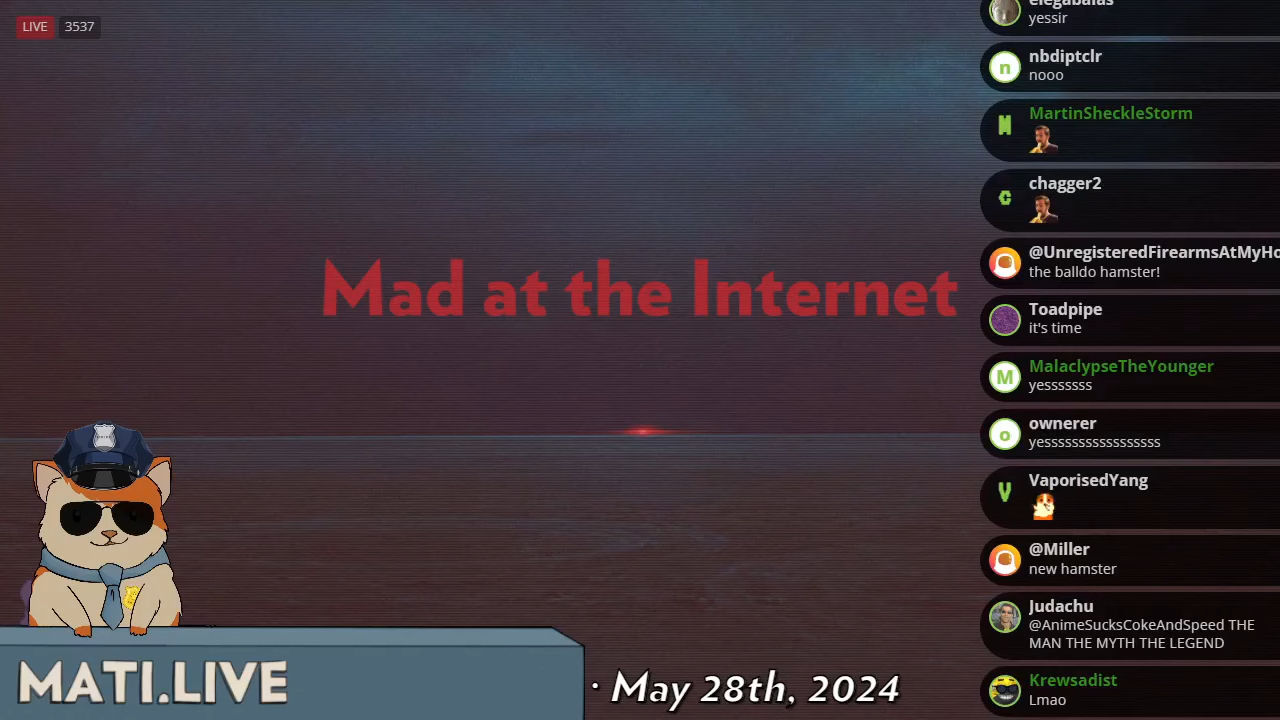 LIVE 3537
Mad at the Internet
MATI.LIVE
· May 28th, 2024
elegabalas
yessir
n
nbdiptclr
nooo
M
MartinSheckleStorm
C
chagger2
@UnregisteredFirearmsAtMyHo
the balldo hamster!
Toadpipe
it's time
M
MalaclypseTheYounger
yesssssss
o
ownerer
yessssssssssssssssss
V
VaporisedYang
@Miller
new hamster
Judachu
@AnimeSucksCokeAndSpeed THE
MAN THE MYTH THE LEGEND
Krewsadist
Lmao